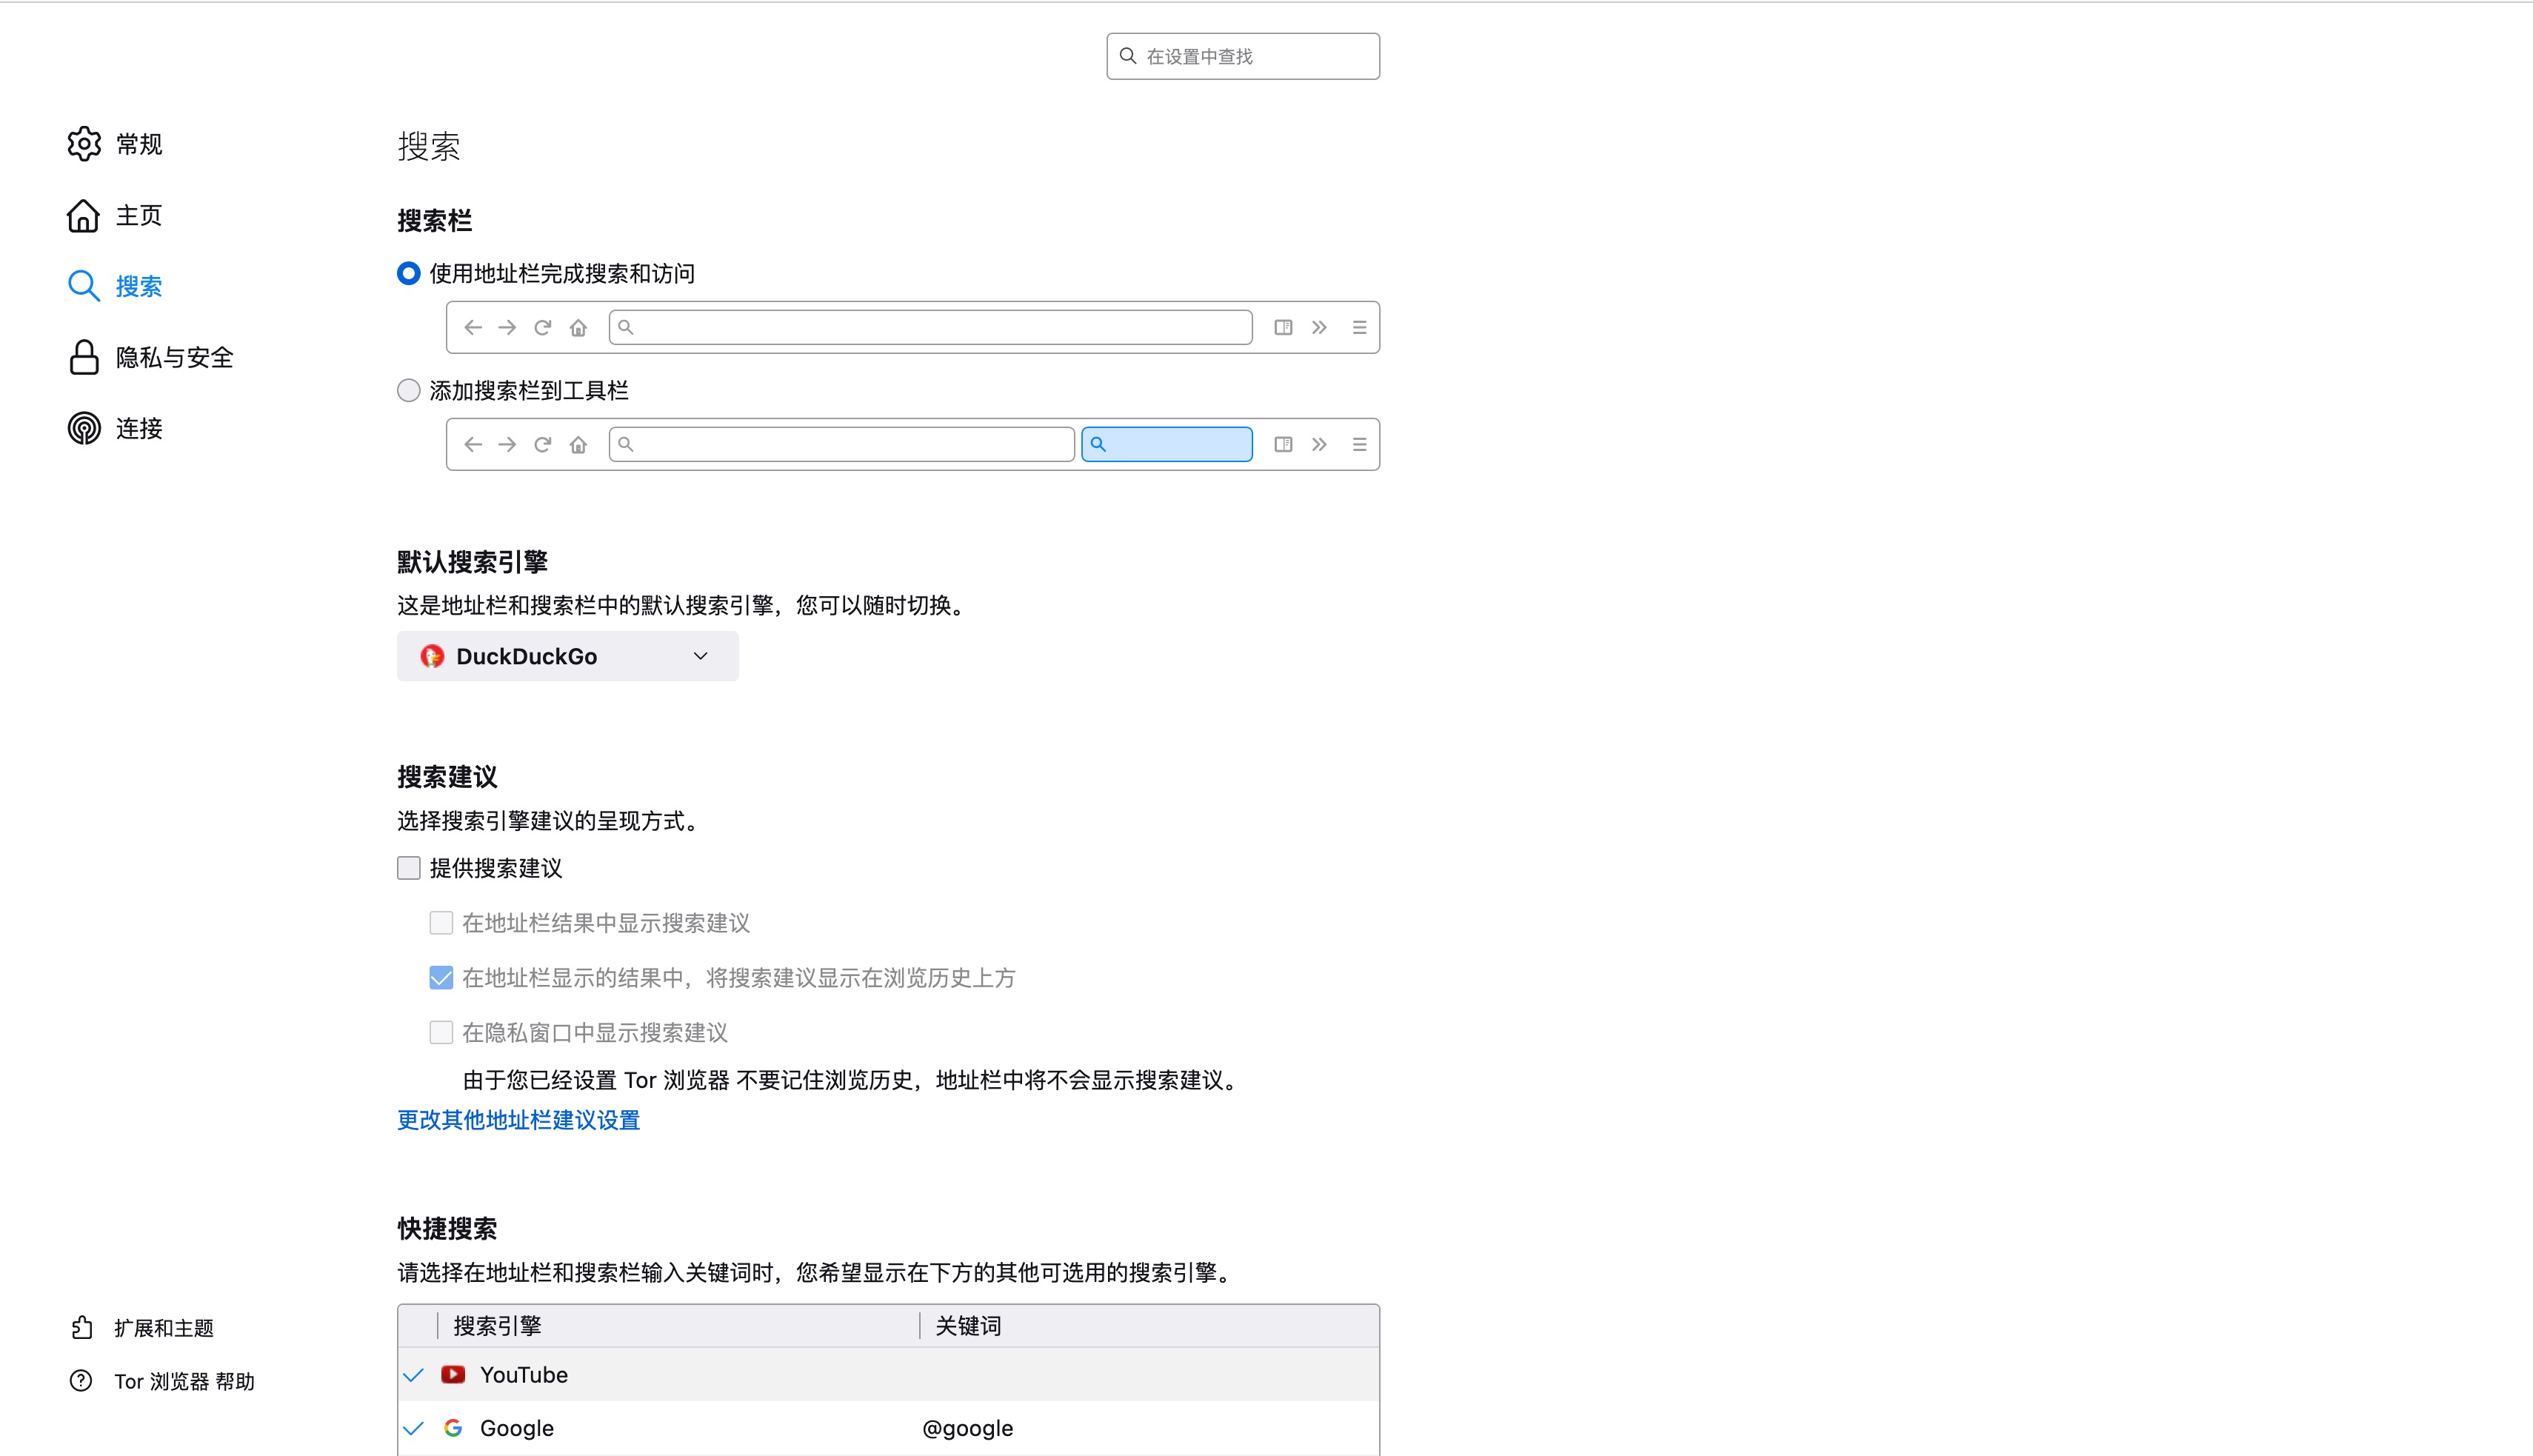 在设置中查找
常规
主页
搜索
隐私与安全
连接
搜索
搜索栏
使用地址栏完成搜索和访问
添加搜索栏到工具栏
默认搜索引擎
这是地址栏和搜索栏中的默认搜索引擎，您可以随时切换。
DuckDuckGo
搜索建议
选择搜索引擎建议的呈现方式。
提供搜索建议
在地址栏结果中显示搜索建议
在地址栏显示的结果中，将搜索建议显示在浏览历史上方
在隐私窗口中显示搜索建议
由于您已经设置 Tor 浏览器 不要记住浏览历史，地址栏中将不会显示搜索建议。
更改其他地址栏建议设置
快捷搜索
请选择在地址栏和搜索栏输入关键词时，您希望显示在下方的其他可选用的搜索引擎。
搜索引擎 关键词
YouTube
Google @google
扩展和主题
Tor 浏览器 帮助